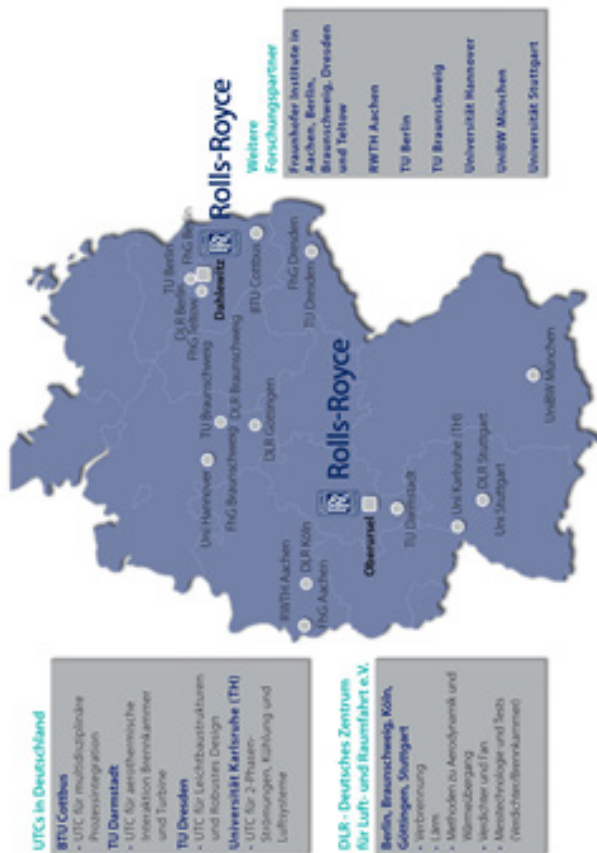 UTCs in Deutschland
BTU Cottbus
- UTC für multidisziplinäre
Prozessintegration
TU Darmstadt
- UTC für aerothermische
Interaktion Brennkammer
und Turbine
TU Dresden
- UTC für Leichtbaustrukturen
und Robustes Design
Universität Karlsruhe (TH)
- UTC für 2-Phasen-
Strömungen, Kühlung und
Luftsysteme
DLR - Deutsches Zentrum
für Luft- und Raumfahrt e.V.
Berlin, Braunschweig, Köln,
Göttingen, Stuttgart
- Verbrennung
- Lärm
- Methoden zu Aerodynamik und
Wärmeübergang
- Verdichter und Fan
- Messtechnologie und Tests
(Verdichter/Brennkammer)
TU Berlin
DLR Berlin
FhG Berlin
FhG Teltow
Dahlewitz
Rolls-Royce
BTU Cottbus
Uni Hannover
TU Braunschweig
FhG Braunschweig
DLR Braunschweig
DLR Göttingen
FhG Dresden
TU Dresden
RWTH Aachen
DLR Köln
FhG Aachen
Rolls-Royce
Oberursel
TU Darmstadt
Uni Karlsruhe (TH)
DLR Stuttgart
Uni Stuttgart
UniBW München
Weitere
Forschungspartner
Fraunhofer Institute in
Aachen, Berlin,
Braunschweig, Dresden
und Teltow
RWTH Aachen
TU Berlin
TU Braunschweig
Universität Hannover
UniBW München
Universität Stuttgart